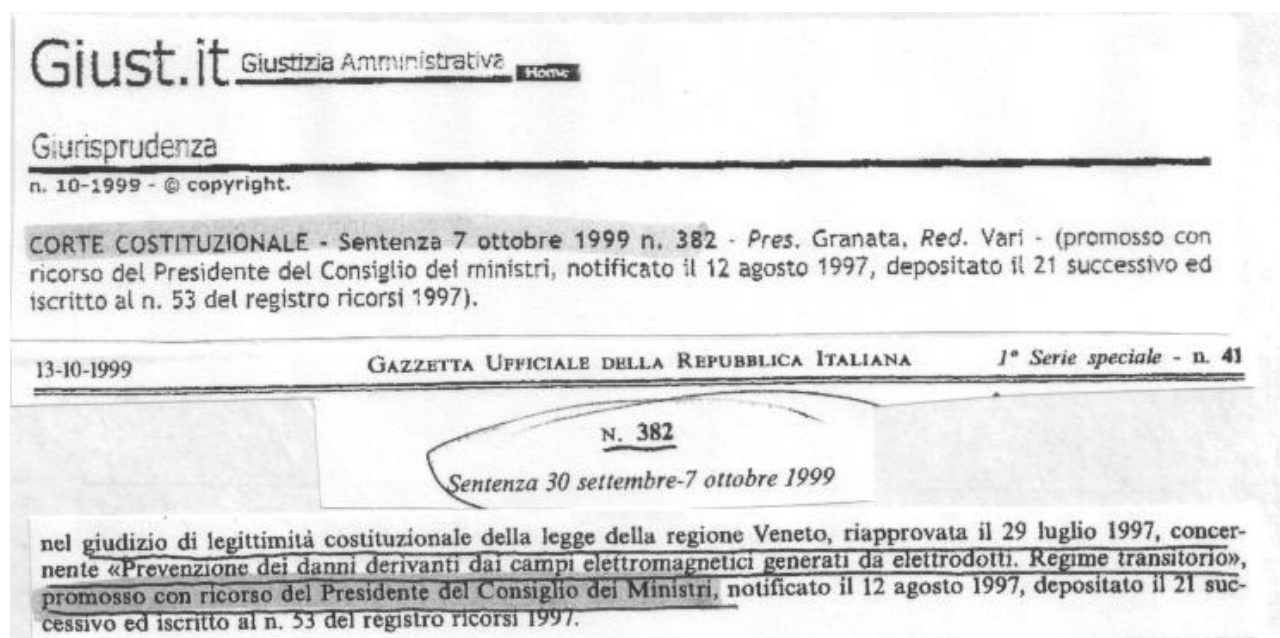 Giust.it Giustizia Amministrativa Home
Giurisprudenza
n. 10-1999 - © copyright.
CORTE COSTITUZIONALE - Sentenza 7 ottobre 1999 n. 382 - Pres. Granata, Red. Vari - (promosso con
ricorso del Presidente del Consiglio dei ministri, notificato il 12 agosto 1997, depositato il 21 successivo ed
iscritto al n. 53 del registro ricorsi 1997).
13-10-1999 GAZZETTA UFFICIALE DELLA REPUBBLICA ITALIANA 1ª Serie speciale - n. 41
N. 382
Sentenza 30 settembre-7 ottobre 1999
nel giudizio di legittimità costituzionale della legge della regione Veneto, riapprovata il 29 luglio 1997, concer-
nente «Prevenzione dei danni derivanti dai campi elettromagnetici generati da elettrodotti. Regime transitorio»,
promosso con ricorso del Presidente del Consiglio dei Ministri, notificato il 12 agosto 1997, depositato il 21 suc-
cessivo ed iscritto al n. 53 del registro ricorsi 1997.